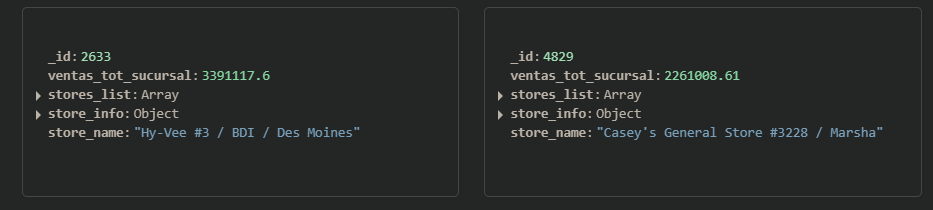 _id: 2633
ventas_tot_sucursal: 3391117.6
stores_list: Array
store_info: Object
store_name: "Hy-Vee #3 / BDI / Des Moines"
_id: 4829
ventas_tot_sucursal: 2261008.61
stores_list: Array
store_info: Object
store_name: "Casey's General Store #3228 / Marsha"